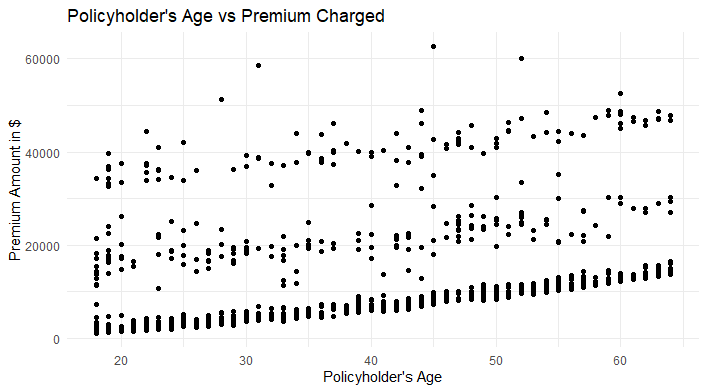 Policyholder's Age vs Premium Charged
60000
40000
20000
0
Premium Amount in $
20 30 40 50 60
Policyholder's Age